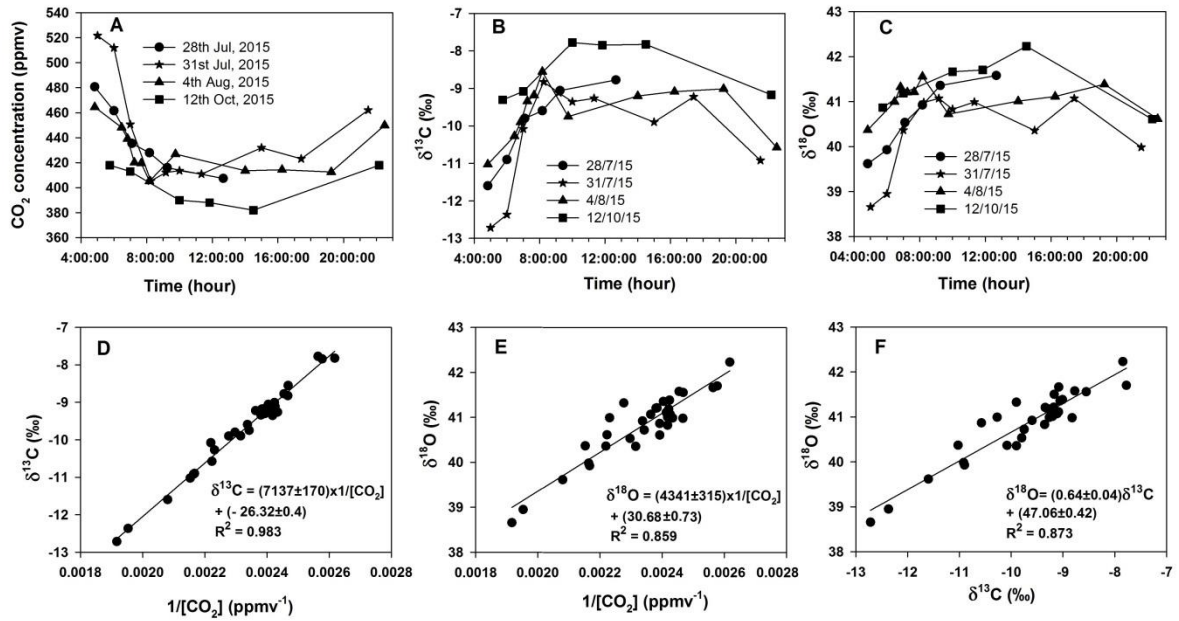 A
CO2 concentration (ppmv)
540
520
500
480
460
440
420
400
380
360
28th Jul, 2015
31st Jul, 2015
4th Aug, 2015
12th Oct, 2015
4:00:00 8:00:00 12:00:00 16:00:00 20:00:00
Time (hour)
B
δ13C (‰)
-7
-8
-9
-10
-11
-12
-13
28/7/15
31/7/15
4/8/15
12/10/15
4:00:00 8:00:00 12:00:00 16:00:00 20:00:00
Time (hour)
C
δ18O (‰)
43
42
41
40
39
38
28/7/15
31/7/15
4/8/15
12/10/15
04:00:00 08:00:00 12:00:00 16:00:00 20:00:00
Time (hour)
D
δ13C (‰)
-7
-8
-9
-10
-11
-12
-13
δ13C = (7137±170)x1/[CO2]
+ (- 26.32±0.4)
R2 = 0.983
0.0018 0.0020 0.0022 0.0024 0.0026 0.0028
1/[CO2] (ppmv-1)
E
δ18O (‰)
43
42
41
40
39
38
δ18O = (4341±315)x1/[CO2]
+ (30.68±0.73)
R2 = 0.859
0.0018 0.0020 0.0022 0.0024 0.0026 0.0028
1/[CO2] (ppmv-1)
F
δ18O (‰)
43
42
41
40
39
38
δ18O= (0.64±0.04)δ13C
+ (47.06±0.42)
R2 = 0.873
-13 -12 -11 -10 -9 -8 -7
δ13C (‰)